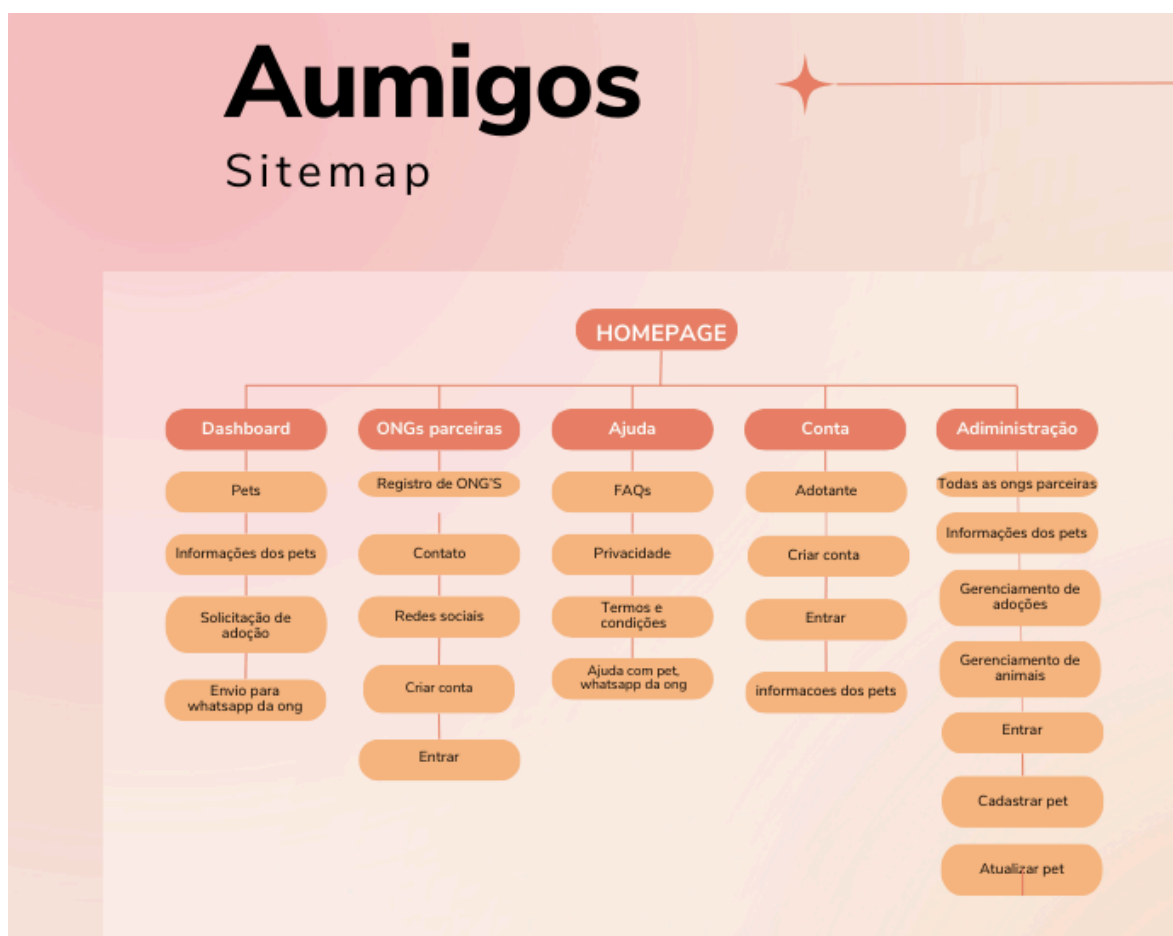 Aumigos
Sitemap
HOMEPAGE
Dashboard
Pets
Informações dos pets
Solicitação de
adoção
Envio para
whatsapp da ong
ONGs parceiras
Registro de ONG'S
Contato
Redes sociais
Criar conta
Entrar
Ajuda
FAQs
Privacidade
Termos e
condições
Ajuda com pet,
whatsapp da ong
Conta
Adotante
Criar conta
Entrar
informacoes dos pets
Adiministração
Todas as ongs parceiras
Informações dos pets
Gerenciamento de
adoções
Gerenciamento de
animais
Entrar
Cadastrar pet
Atualizar pet